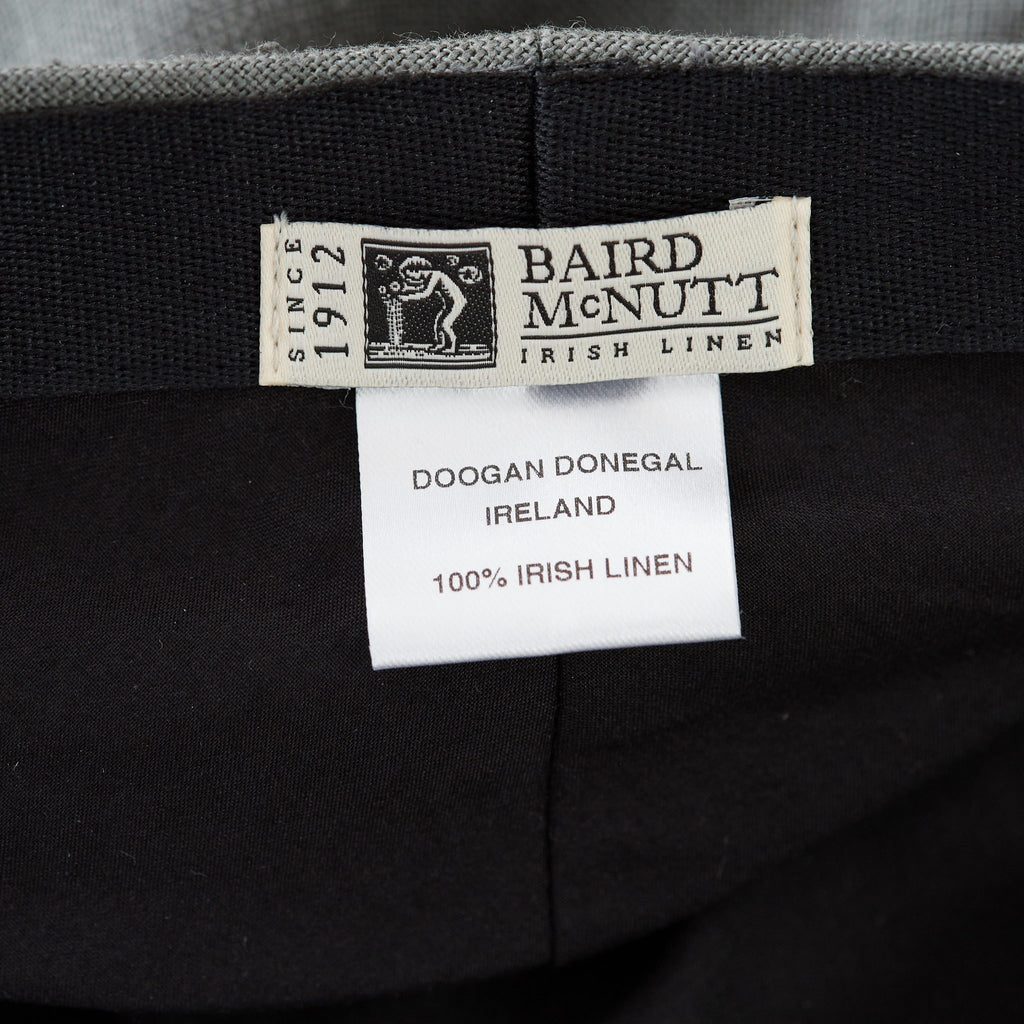 SINCE
1912
BAIRD
McNUTT
IRISH LINEN
DOOGAN DONEGAL
IRELAND
100% IRISH LINEN